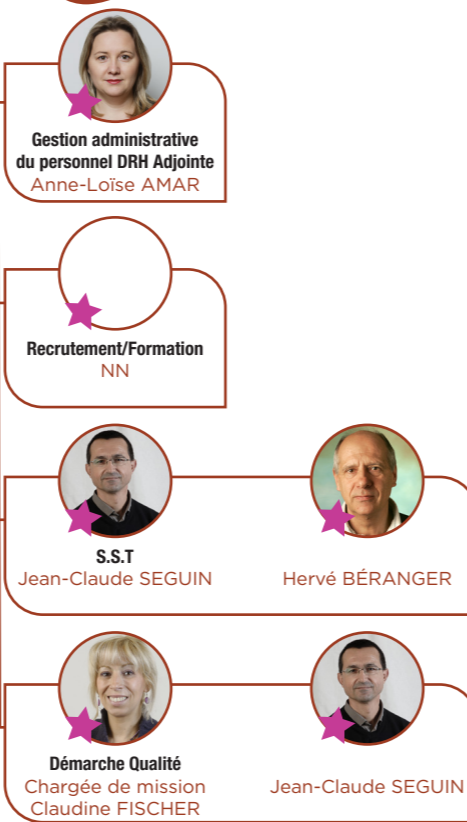 Gestion administrative
du personnel DRH Adjointe
Anne-Loïse AMAR
Recrutement/Formation
NN
S.S.T
Jean-Claude SEGUIN
Hervé BÉRANGER
Démarche Qualité
Chargée de mission
Claudine FISCHER
Jean-Claude SEGUIN